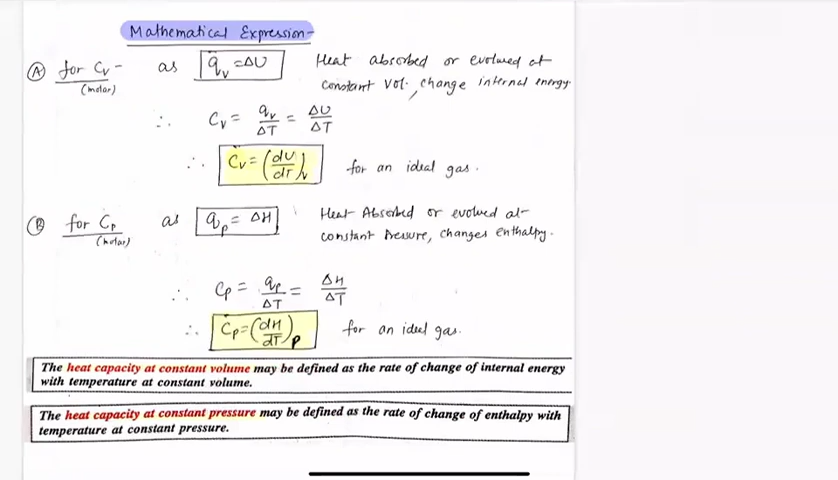 Mathematical Expression-
Ⓐ for Cv - (molar) as qv = ΔU Heat absorbed or evolved at
constant vol., change internal energy.
∴ Cv = qv/ΔT = ΔU/ΔT
∴ Cv = (dU/dT)v for an ideal gas.
Ⓑ for Cp (molar) as qp = ΔH Heat Absorbed or evolved at-
constant Pressure, changes enthalpy.
∴ Cp = qp/ΔT = ΔH/ΔT
∴ Cp = (dH/dT)p for an ideal gas.
The heat capacity at constant volume may be defined as the rate of change of internal energy
with temperature at constant volume.
The heat capacity at constant pressure may be defined as the rate of change of enthalpy with
temperature at constant pressure.